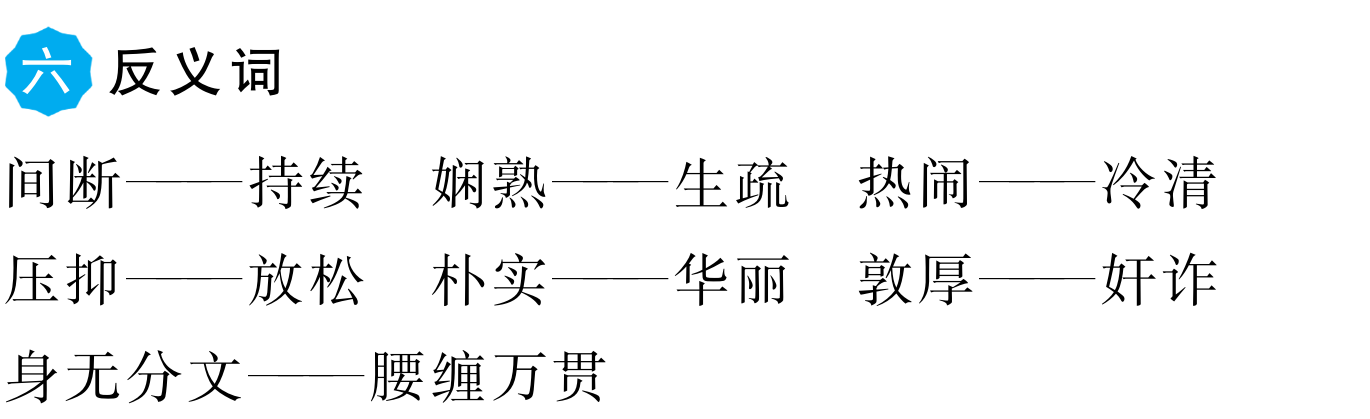 六 反义词
间断——持续 娴熟——生疏 热闹——冷清
压抑——放松 朴实——华丽 敦厚——奸诈
身无分文——腰缠万贯